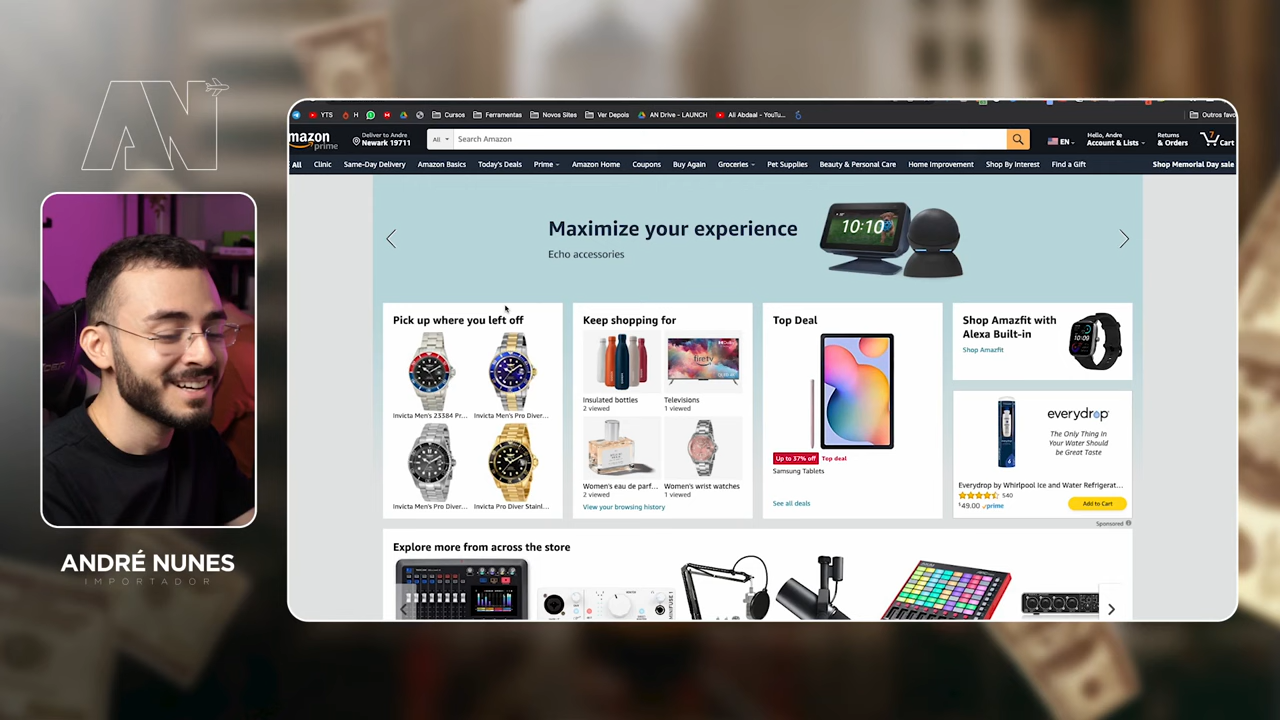 AN
ANDRÉ NUNES
IMPORTADOR
YTS
H
Cursos
Ferramentas
Novos Sites
Ver Depois
AN Drive - LAUNCH
Ali Abdaal - YouTu...
Outros favo
mazon
prime
Deliver to Andre
Newark 19711
All
Search Amazon
EN
Hello, Andre
Account & Lists
Returns
& Orders
7
Cart
All
Clinic
Same-Day Delivery
Amazon Basics
Today's Deals
Prime
Amazon Home
Coupons
Buy Again
Groceries
Pet Supplies
Beauty & Personal Care
Home Improvement
Shop By Interest
Find a Gift
Shop Memorial Day sale
Maximize your experience
Echo accessories
10:10
Pick up where you left off
Invicta Men's 23384 Pr...
Invicta Men's Pro Diver...
Invicta Men's Pro Diver...
Invicta Pro Diver Stainl...
Keep shopping for
firetv
Insulated bottles
2 viewed
Televisions
1 viewed
Women's eau de parf...
2 viewed
Women's wrist watches
1 viewed
View your browsing history
Top Deal
Up to 37% off
Top deal
Samsung Tablets
See all deals
Shop Amazfit with
Alexa Built-in
Shop Amazfit
10:09
everydrop
The Only Thing In
Your Water Should
be Great Taste
Everydrop by Whirlpool Ice and Water Refrigerat...
540
$49.00
prime
Add to Cart
Sponsored
Explore more from across the store